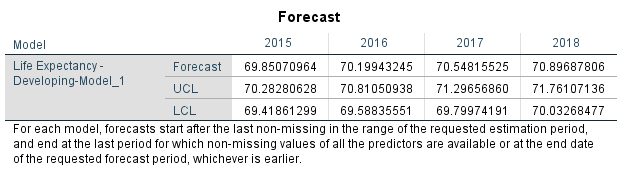 Forecast
Model 2015 2016 2017 2018
Life Expectancy - Developing-Model_1 Forecast 69.85070964 70.19943245 70.54815525 70.89687806
UCL 70.28280628 70.81050938 71.29656860 71.76107136
LCL 69.41861299 69.58835551 69.79974191 70.03268477
For each model, forecasts start after the last non-missing in the range of the requested estimation period,
and end at the last period for which non-missing values of all the predictors are available or at the end date
of the requested forecast period, whichever is earlier.